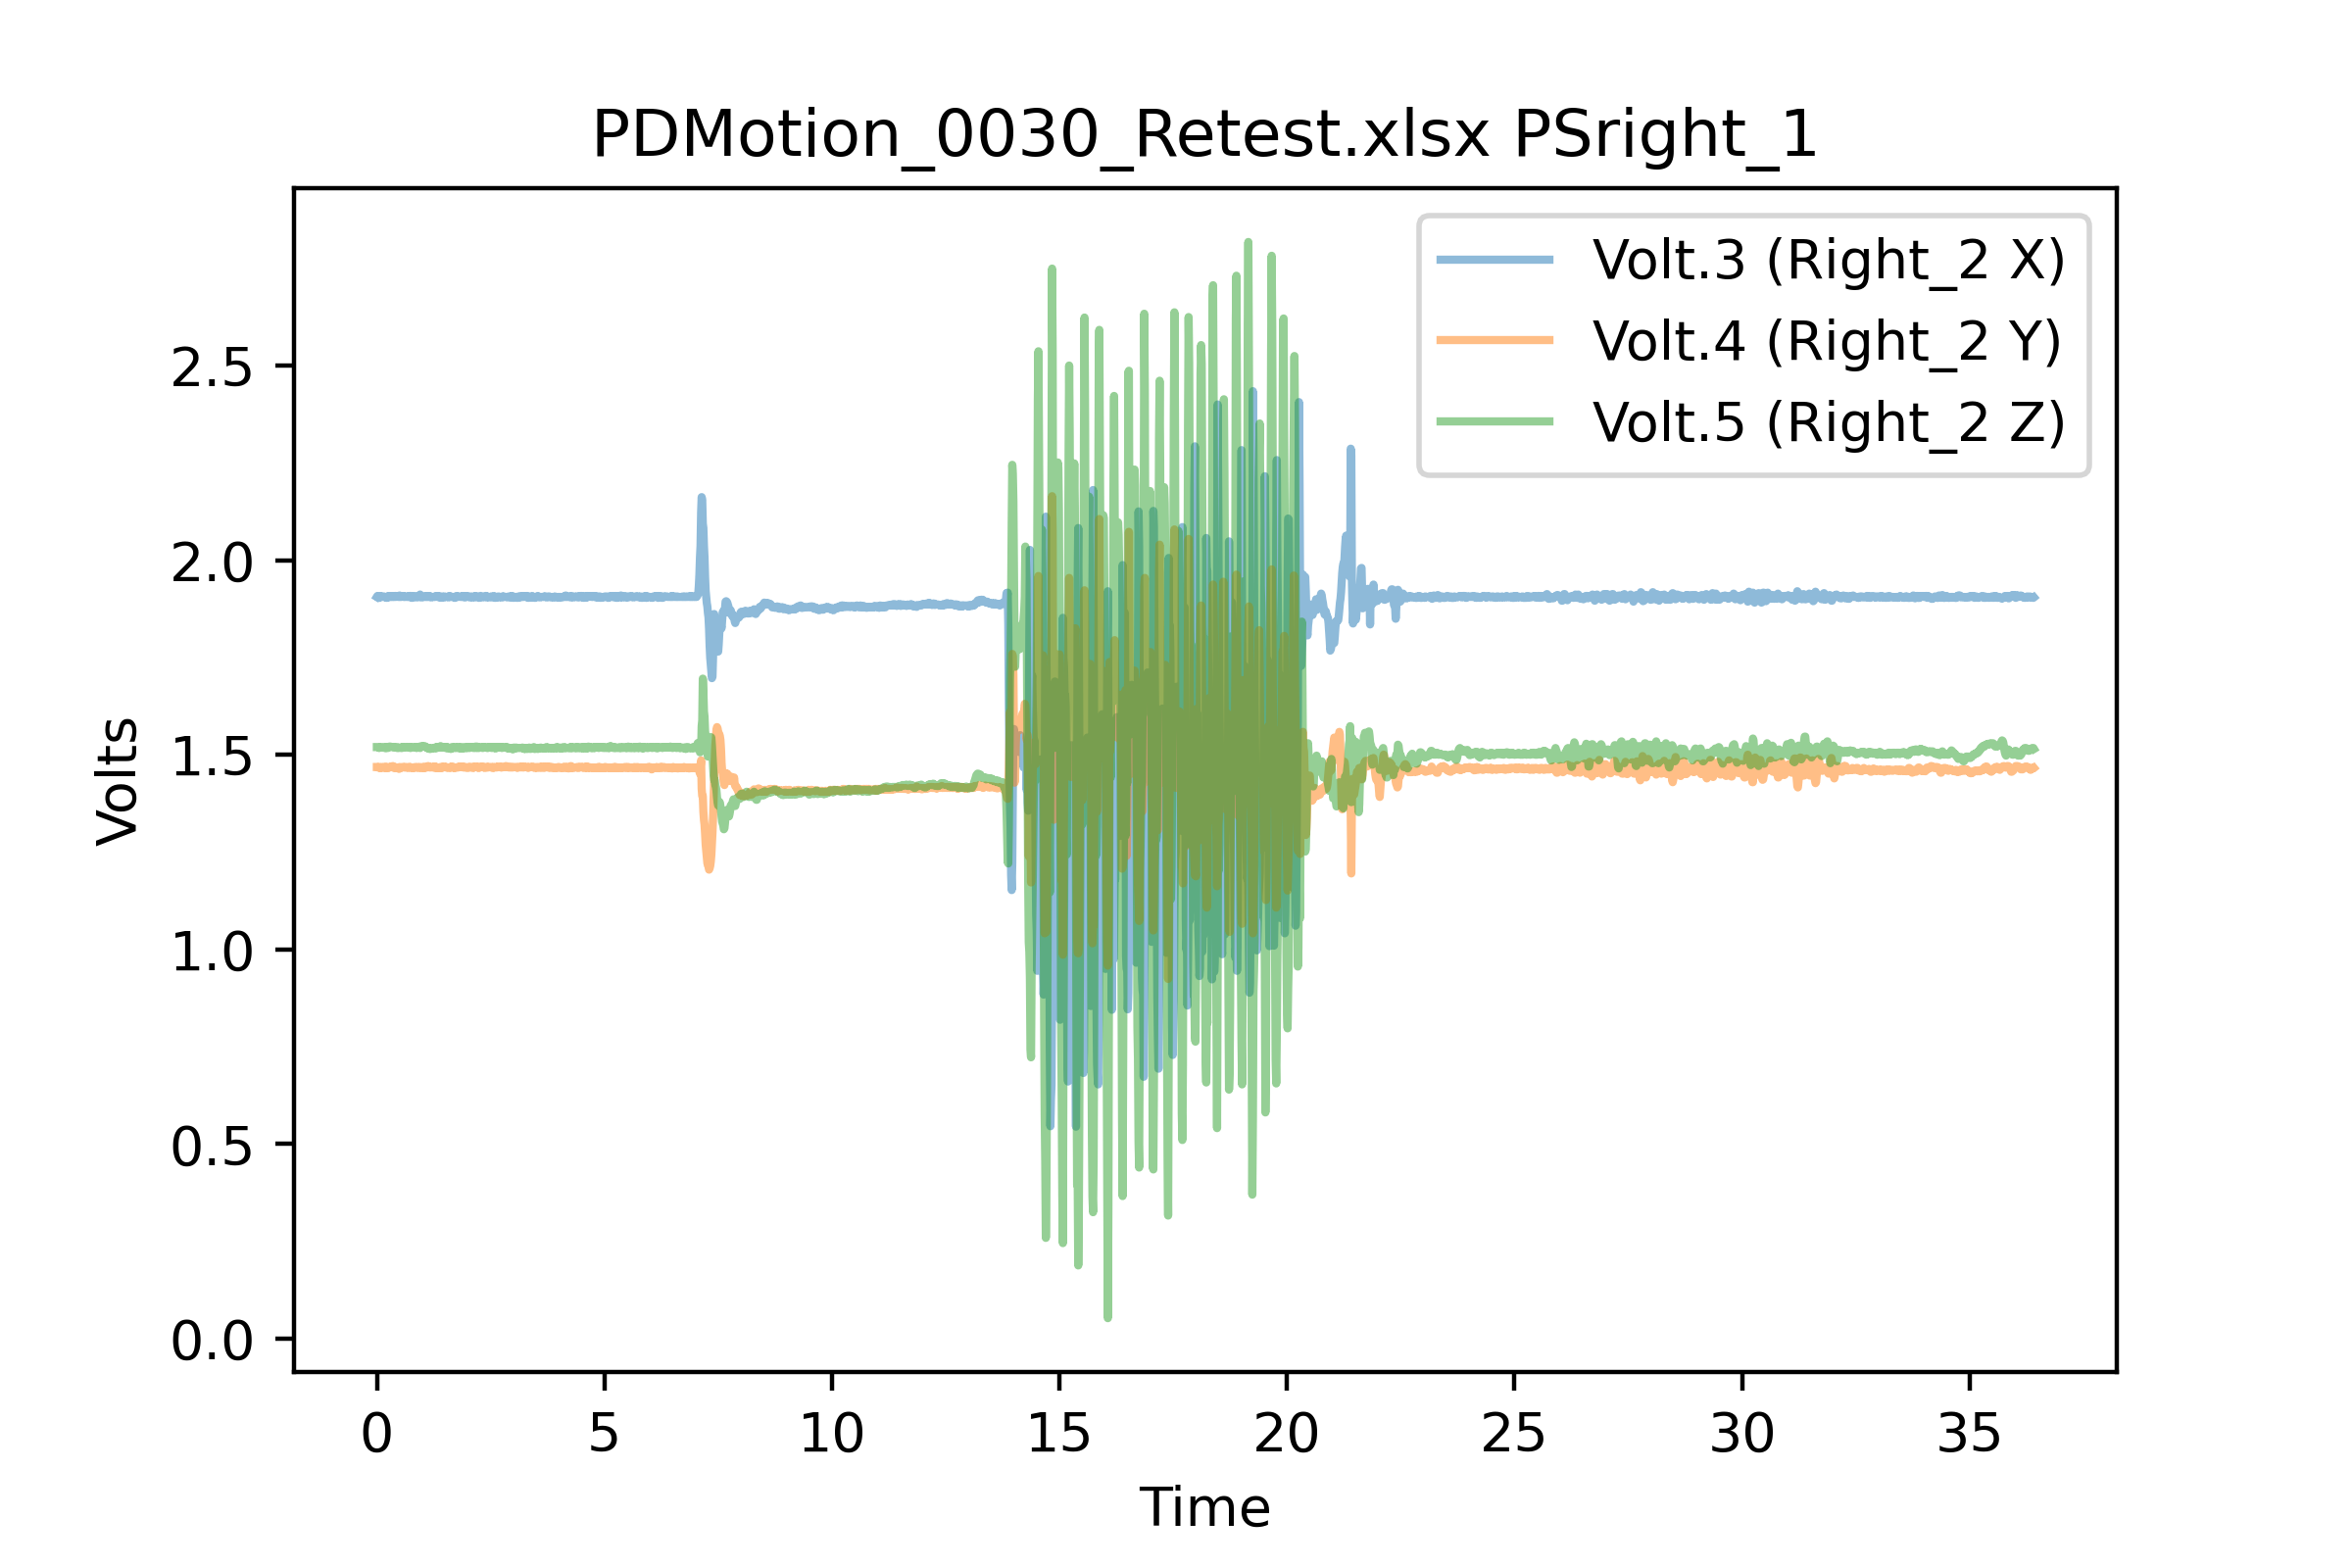 PDMotion_0030_Retest.xlsx PSright_1
Volt.3 (Right_2 X)
Volt.4 (Right_2 Y)
Volt.5 (Right_2 Z)
Volts
2.5
2.0
1.5
1.0
0.5
0.0
0 5 10 15 20 25 30 35
Time